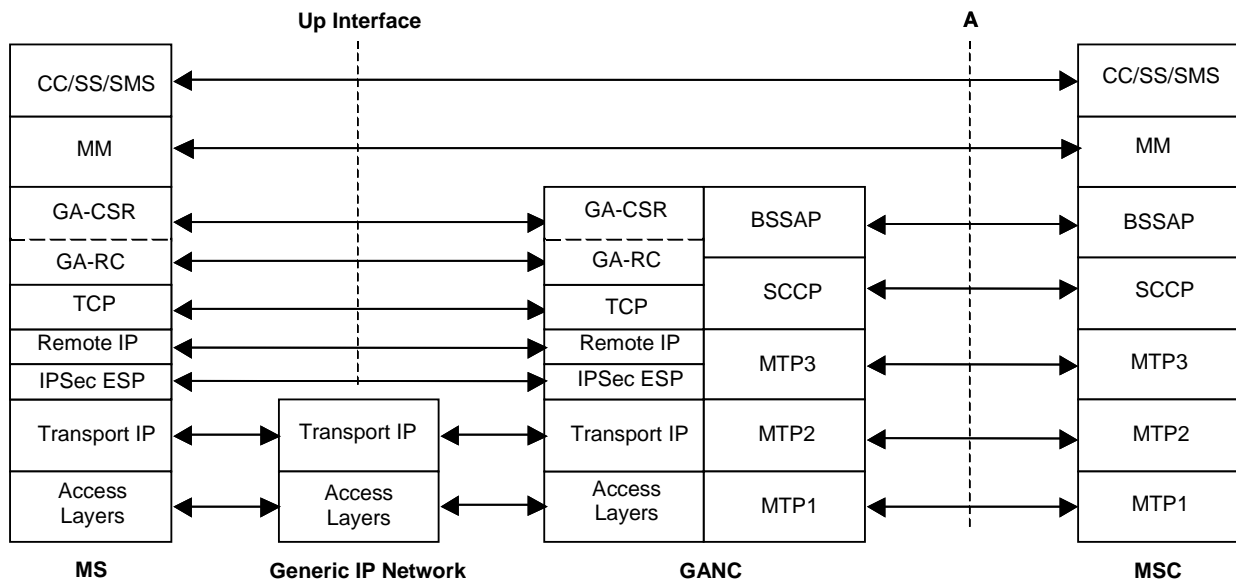 Up Interface A
CC/SS/SMS CC/SS/SMS
MM MM
GA-CSR GA-CSR BSSAP BSSAP
GA-RC GA-RC
SCCP SCCP
TCP TCP
Remote IP Remote IP
MTP3 MTP3
IPSec ESP IPSec ESP
Transport IP Transport IP Transport IP MTP2 MTP2
Access Layers Access Layers Access Layers MTP1 MTP1
MS Generic IP Network GANC MSC